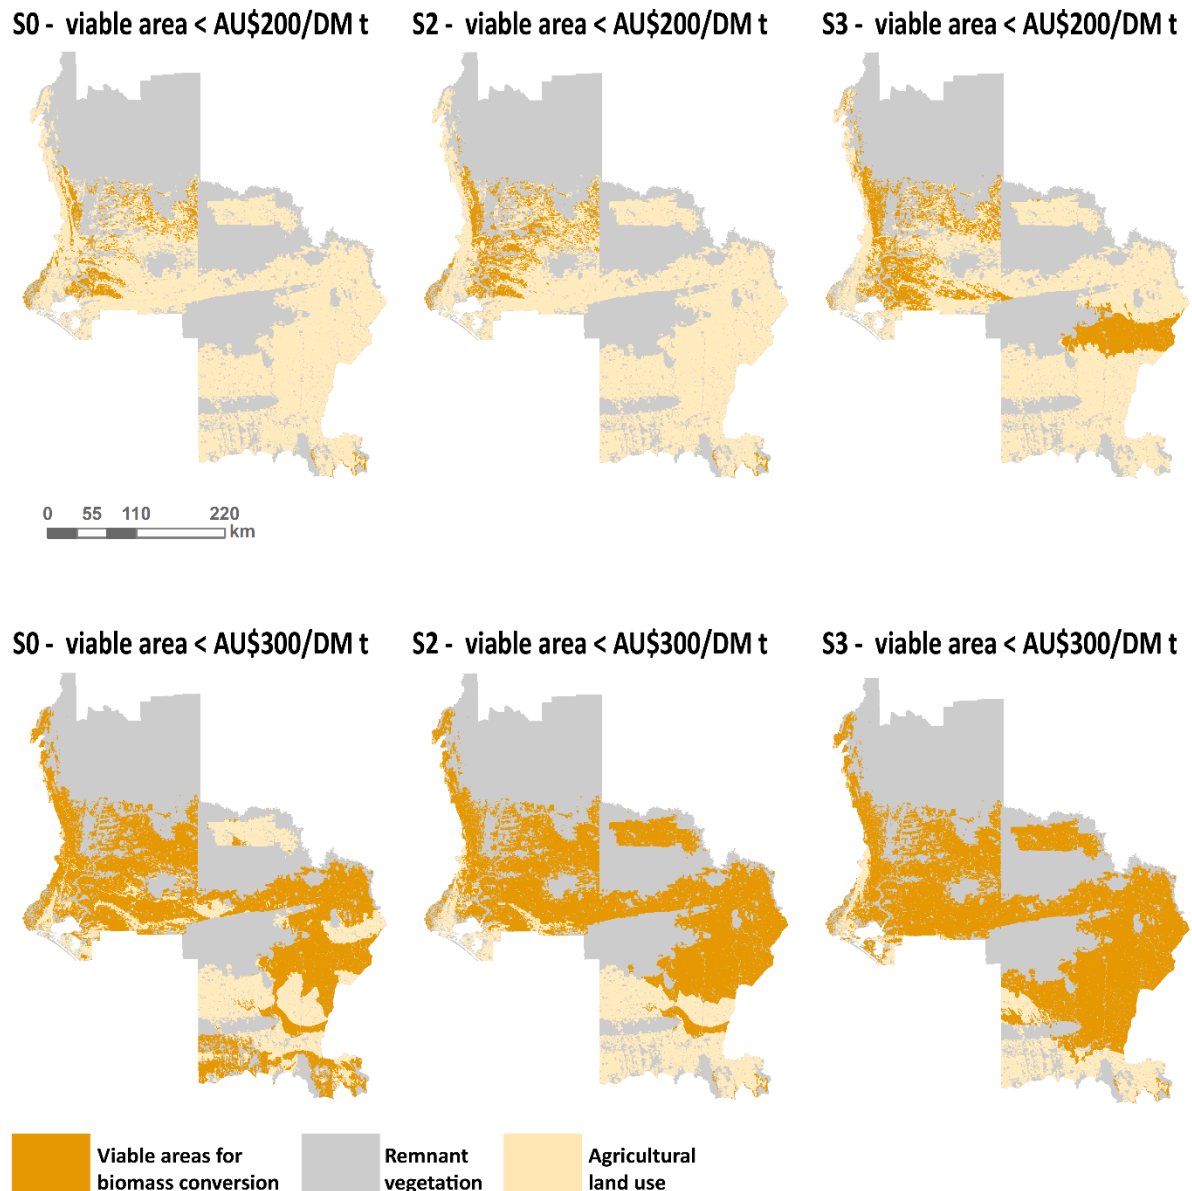 S0 -  viable area < AU$200/DM t
S2 -  viable area < AU$200/DM t
S3 -  viable area < AU$200/DM t
0 55 110 220
km
S0 -  viable area < AU$300/DM t
S2 -  viable area < AU$300/DM t
S3 -  viable area < AU$300/DM t
Viable areas for
biomass conversion
Remnant
vegetation
Agricultural
land use